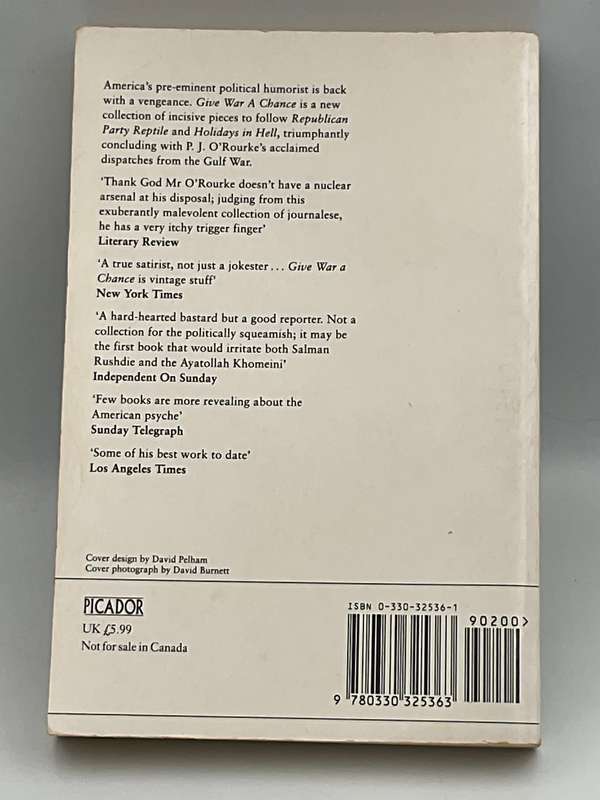 America's pre-eminent political humorist is back
with a vengeance. Give War A Chance is a new
collection of incisive pieces to follow Republican
Party Reptile and Holidays in Hell, triumphantly
concluding with P. J. O'Rourke's acclaimed
dispatches from the Gulf War.
'Thank God Mr O'Rourke doesn't have a nuclear
arsenal at his disposal; judging from this
exuberantly malevolent collection of journalese,
he has a very itchy trigger finger'
Literary Review
'A true satirist, not just a jokester ... Give War a
Chance is vintage stuff'
New York Times
'A hard-hearted bastard but a good reporter. Not a
collection for the politically squeamish; it may be
the first book that would irritate both Salman
Rushdie and the Ayatollah Khomeini'
Independent On Sunday
'Few books are more revealing about the
American psyche'
Sunday Telegraph
'Some of his best work to date'
Los Angeles Times
Cover design by David Pelham
Cover photograph by David Burnett
PICADOR
UK £5.99
Not for sale in Canada
ISBN 0-330-32536-1
90200>
9 780330 325363